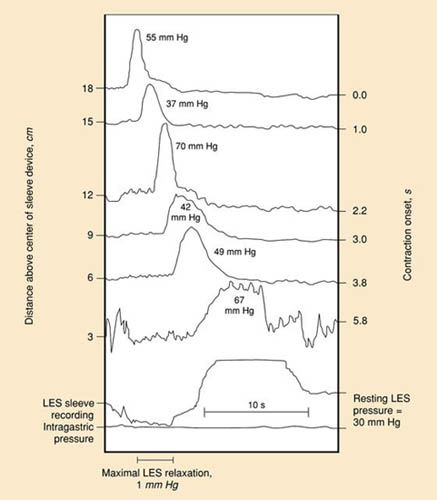 55 mm Hg
18
0.0
37 mm Hg
15
1.0
70 mm Hg
12
2.2
42
mm Hg
9
3.0
49 mm Hg
6
3.8
67
mm Hg
3
5.8
Distance above center of sleeve device, cm
Contraction onset, s
LES sleeve
recording
Intragastric
pressure
10 s
Resting LES
pressure =
30 mm Hg
Maximal LES relaxation,
1 mm Hg